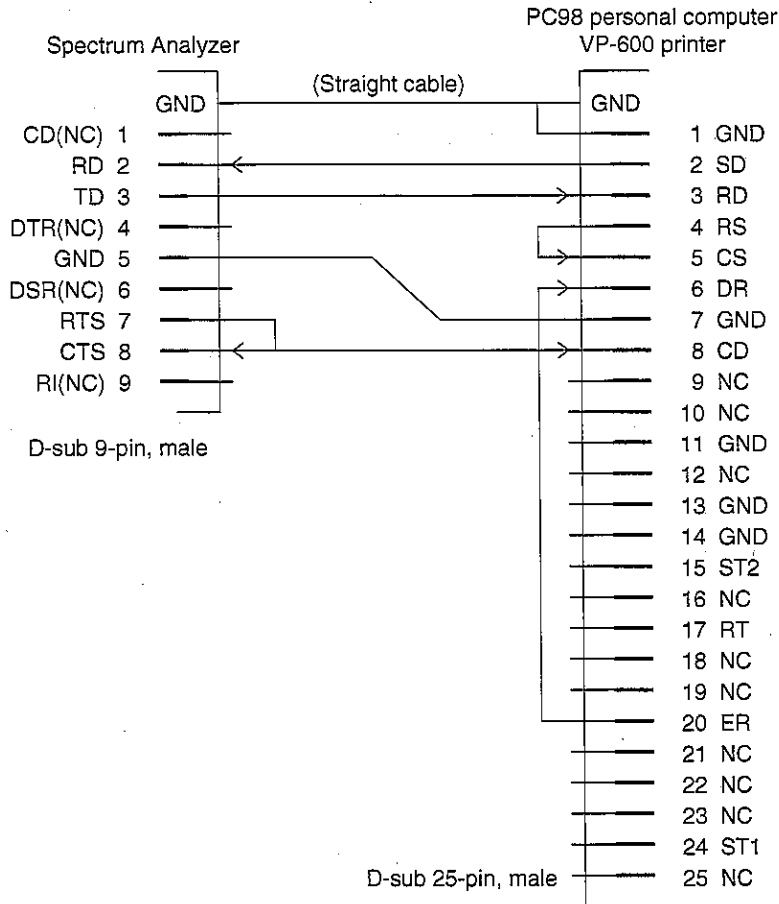 PC98 personal computer
VP-600 printer
Spectrum Analyzer
(Straight cable)
GND
GND
CD(NC) 1
RD 2
TD 3
DTR(NC) 4
GND 5
DSR(NC) 6
RTS 7
CTS 8
RI(NC) 9
D-sub 9-pin, male
1 GND
2 SD
3 RD
4 RS
5 CS
6 DR
7 GND
8 CD
9 NC
10 NC
11 GND
12 NC
13 GND
14 GND
15 ST2
16 NC
17 RT
18 NC
19 NC
20 ER
21 NC
22 NC
23 NC
24 ST1
25 NC
D-sub 25-pin, male